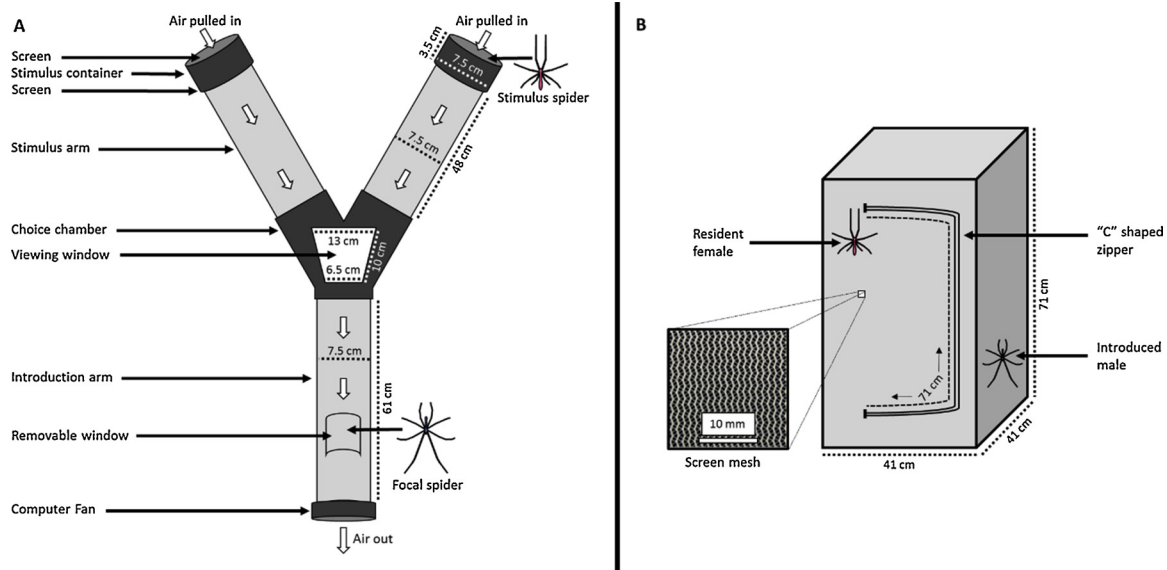 A
Air pulled in
Air pulled in
Screen
Stimulus container
Screen
3.5 cm
7.5 cm
Stimulus spider
Stimulus arm
7.5 cm
48 cm
Choice chamber
Viewing window
13 cm
6.5 cm
10 cm
7.5 cm
Introduction arm
61 cm
Removable window
Focal spider
Computer Fan
Air out
B
Resident
female
“C” shaped
zipper
71 cm
Introduced
male
71 cm
10 mm
Screen mesh
41 cm
41 cm